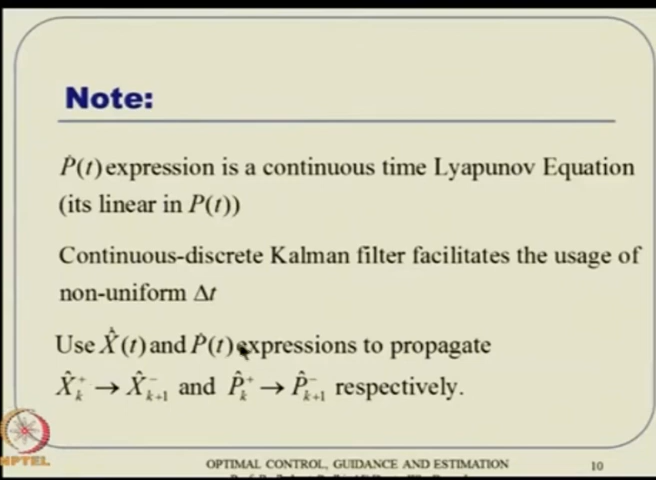 Note:
Ṗ(t) expression is a continuous time Lyapunov Equation
(its linear in P(t))
Continuous-discrete Kalman filter facilitates the usage of
non-uniform Δt
Use X̂̇(t) and Ṗ(t) expressions to propagate
X̂ₖ⁺ → X̂ₖ₊₁⁻ and P̂ₖ⁺ → P̂ₖ₊₁⁻ respectively.
NPTEL
OPTIMAL CONTROL, GUIDANCE AND ESTIMATION
10